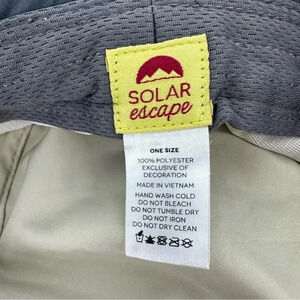 SOLAR
escape
ONE SIZE
100% POLYESTER
EXCLUSIVE OF
DECORATION
MADE IN VIETNAM
HAND WASH COLD
DO NOT BLEACH
DO NOT TUMBLE DRY
DO NOT IRON
DO NOT DRY CLEAN